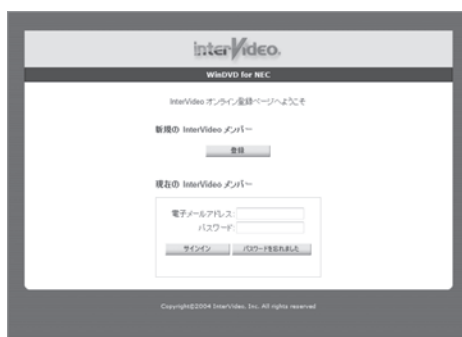 InterVideo.
WinDVD for NEC
InterVideo オンライン登録ページへようこそ
新規の InterVideo メンバー
登録
現在の InterVideo メンバー
電子メールアドレス:
パスワード:
サインイン パスワードを忘れました
Copyright©2004 InterVideo, Inc. All rights reserved